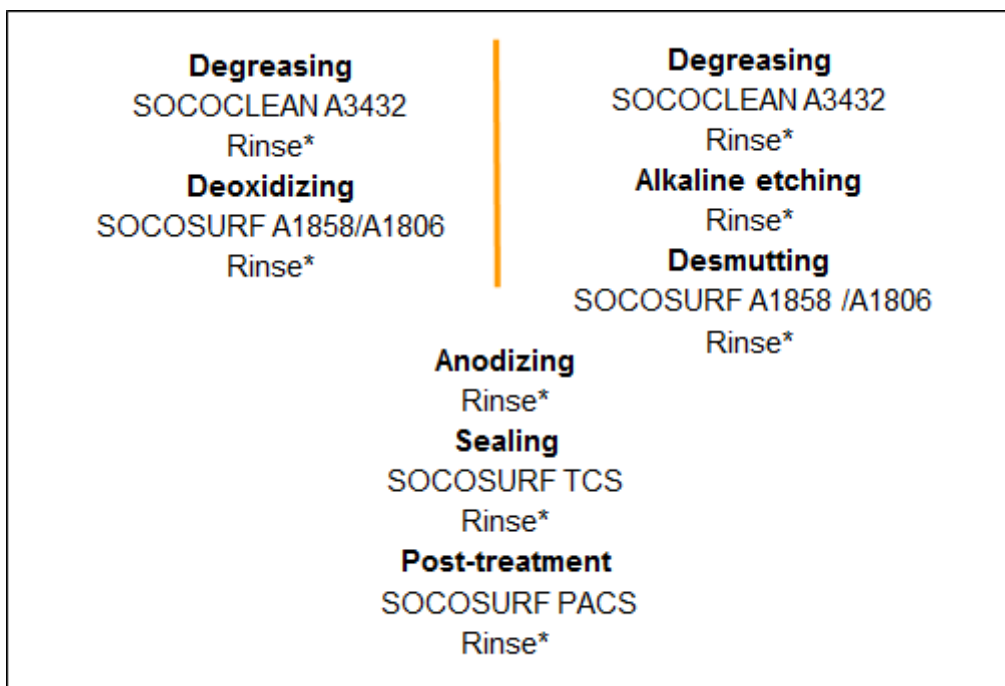 Degreasing
SOCOCLEAN A3432
Rinse*
Deoxidizing
SOCOSURF A1858/A1806
Rinse*
Degreasing
SOCOCLEAN A3432
Rinse*
Alkaline etching
Rinse*
Desmutting
SOCOSURF A1858 /A1806
Rinse*
Anodizing
Rinse*
Sealing
SOCOSURF TCS
Rinse*
Post-treatment
SOCOSURF PACS
Rinse*